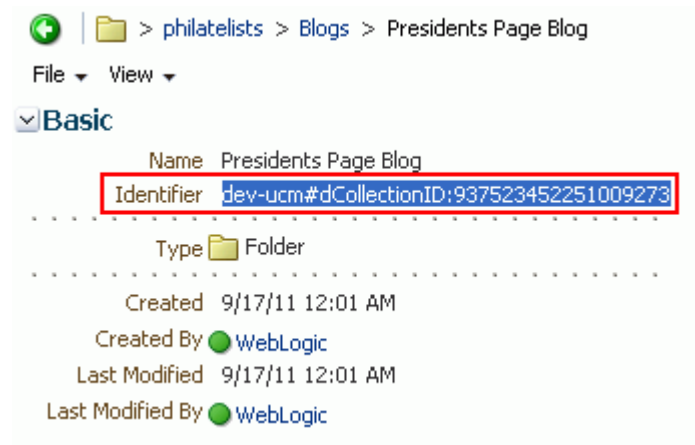 > philatelists > Blogs > Presidents Page Blog
File View
Basic
Name Presidents Page Blog
Identifier dev-ucm#dCollectionID:937523452251009273
Type Folder
Created 9/17/11 12:01 AM
Created By WebLogic
Last Modified 9/17/11 12:01 AM
Last Modified By WebLogic